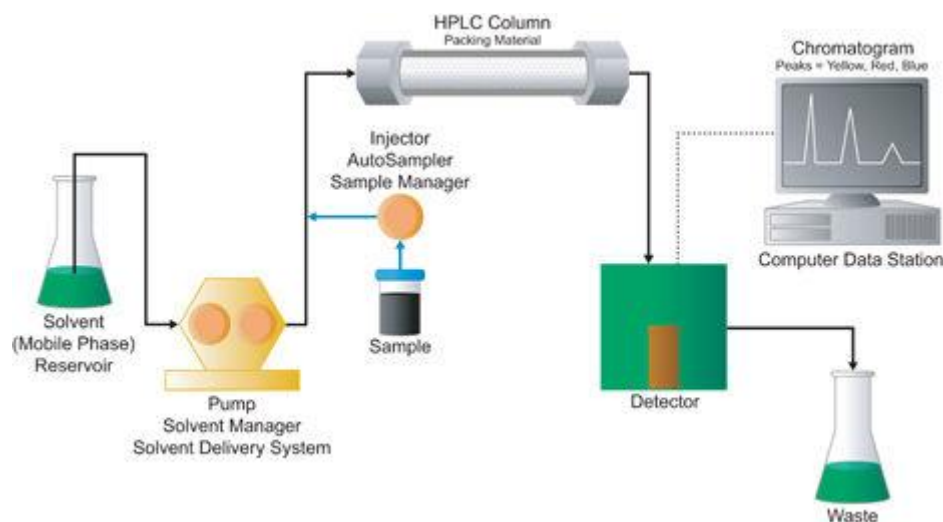 HPLC Column
Packing Material
Chromatogram
Peaks = Yellow, Red, Blue
Injector
AutoSampler
Sample Manager
Computer Data Station
Solvent
(Mobile Phase)
Reservoir
Sample
Pump
Solvent Manager
Solvent Delivery System
Detector
Waste